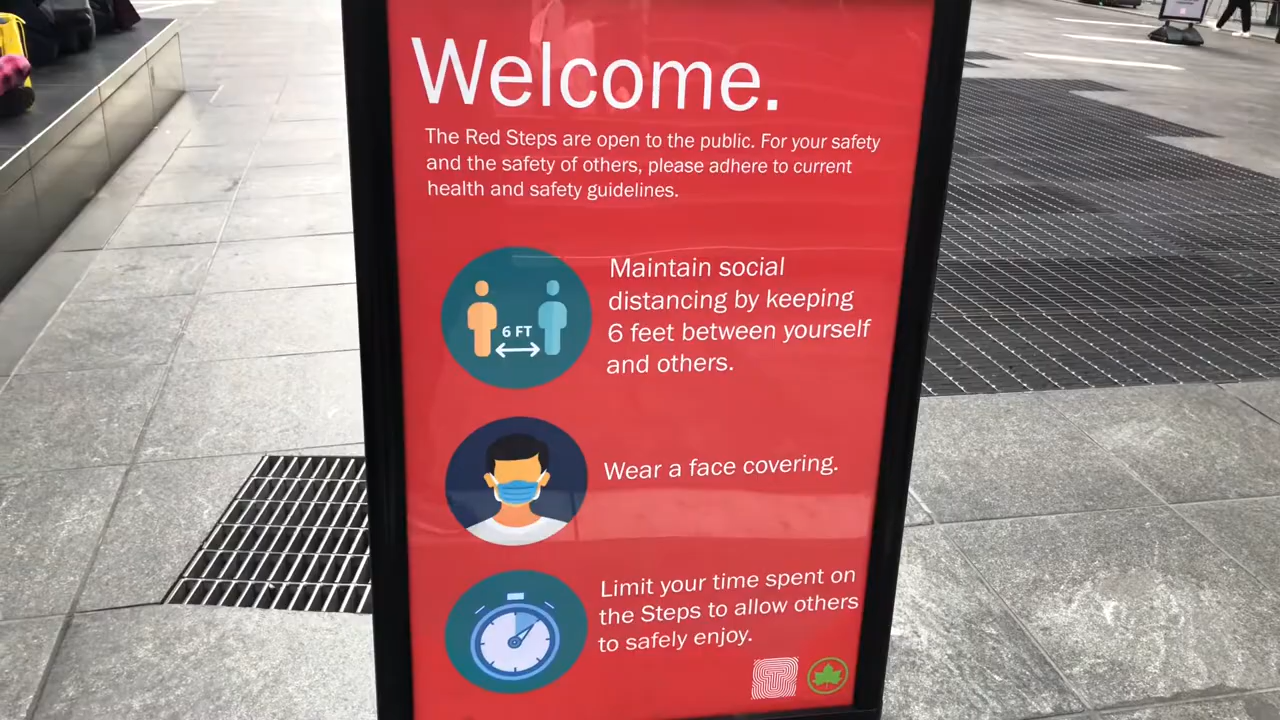 Welcome.
The Red Steps are open to the public. For your safety
and the safety of others, please adhere to current
health and safety guidelines.
Maintain social
distancing by keeping
6 feet between yourself
and others.
6 FT
Wear a face covering.
Limit your time spent on
the Steps to allow others
to safely enjoy.